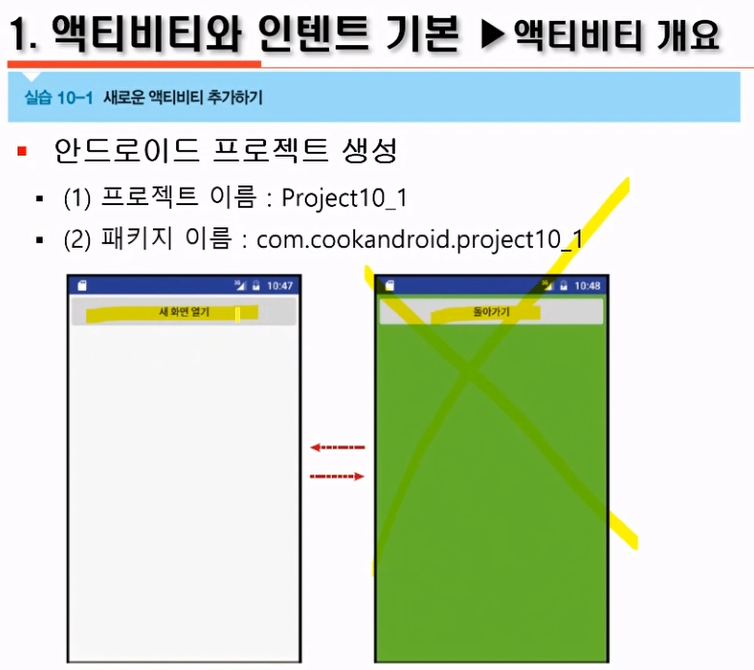 1. 액티비티와 인텐트 기본 ▶액티비티 개요
실습 10-1 새로운 액티비티 추가하기
안드로이드 프로젝트 생성
(1) 프로젝트 이름 : Project10_1
(2) 패키지 이름 : com.cookandroid.project10_1
10:47
새 화면 열기
10:48
돌아가기